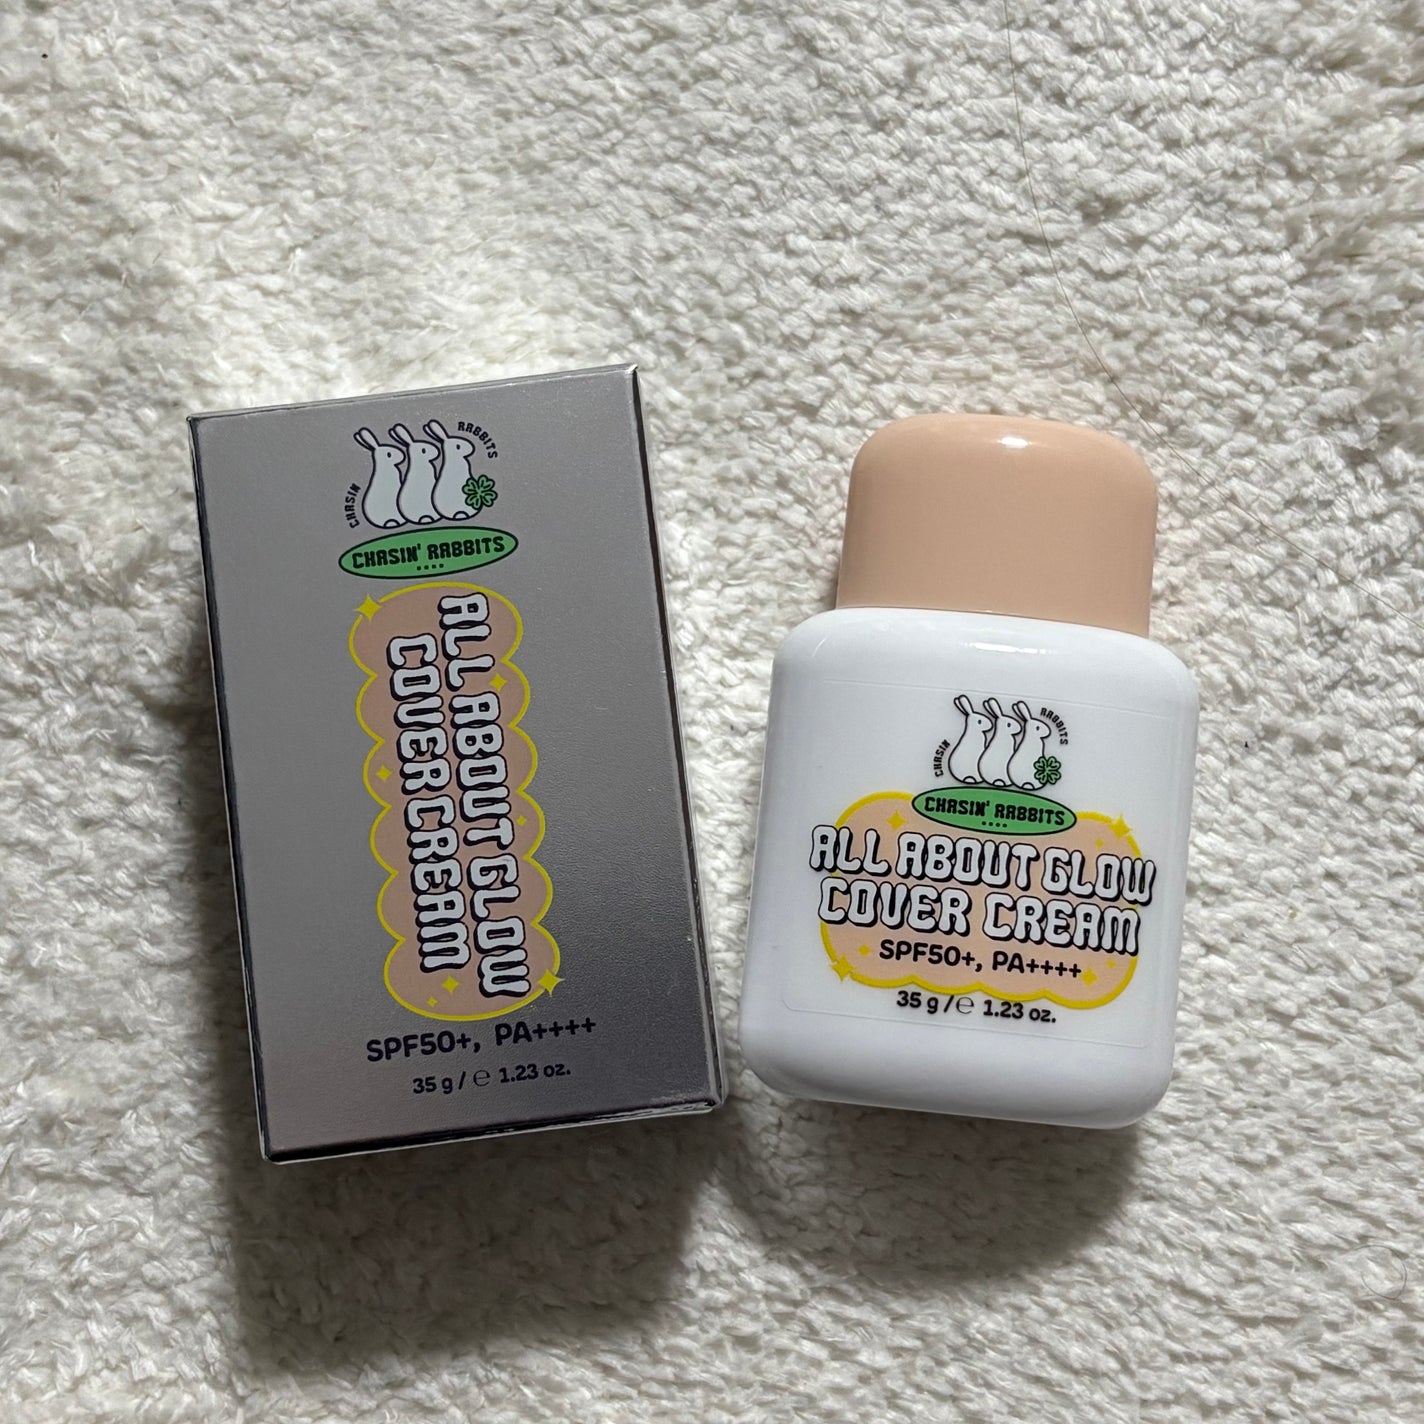 CHASIN
RABBITS
CHASIN' RABBITS
ALL ABOUT GLOW
COVER CREAM
SPF50+, PA++++
35 g / ℮ 1.23 oz.
CHASIN
RABBITS
CHASIN' RABBITS
ALL ABOUT GLOW
COVER CREAM
SPF50+, PA++++
35 g / ℮ 1.23 oz.